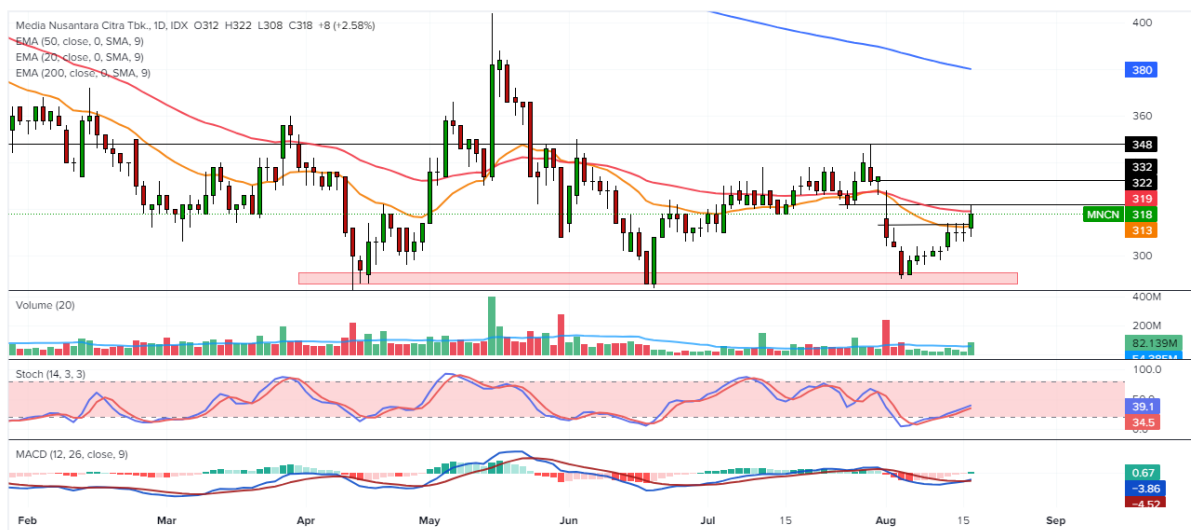 Media Nusantara Citra Tbk., 1D, IDX O312 H322 L308 C318 +8 (+2.58%)
EMA (50, close, 0, SMA, 9)
EMA (20, close, 0, SMA, 9)
EMA (200, close, 0, SMA, 9)
400
380
360
348
332
322
319
MNCN 318
313
300
Volume (20)
400M
200M
82.139M
54.385M
Stoch (14, 3, 3)
100.0
39.1
34.5
MACD (12, 26, close, 9)
0.67
−3.86
−4.52
Feb Mar Apr May Jun Jul 15 Aug 15 Sep